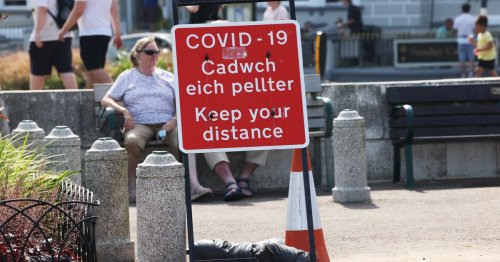 COVID - 19
Cadwch
eich pellter
Keep your
distance